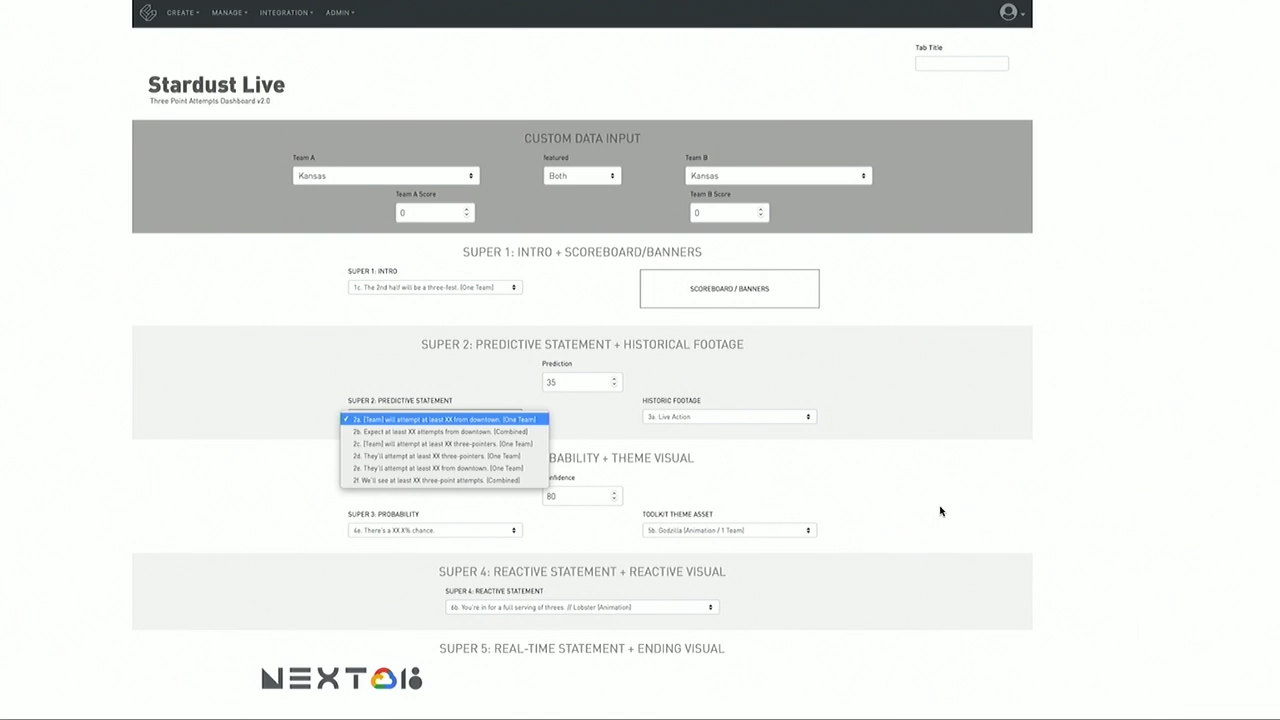 CREATE
MANAGE
INTEGRATION
ADMIN
Tab Title
Stardust Live
Three Point Attempts Dashboard v2.0
CUSTOM DATA INPUT
Team A
featured
Team B
Kansas
Both
Kansas
Team A Score
Team B Score
0
0
SUPER 1: INTRO + SCOREBOARD/BANNERS
SUPER 1: INTRO
1c. The 2nd half will be a three-fest. [One Team]
SCOREBOARD / BANNERS
SUPER 2: PREDICTIVE STATEMENT + HISTORICAL FOOTAGE
Prediction
35
SUPER 2: PREDICTIVE STATEMENT
HISTORIC FOOTAGE
3a. Live Action
✓ 2a. [Team] will attempt at least XX from downtown. [One Team]
2b. Expect at least XX attempts from downtown. [Combined]
2c. [Team] will attempt at least XX three-pointers. [One Team]
2d. They'll attempt at least XX three-pointers. [One Team]
2e. They'll attempt at least XX from downtown. [One Team]
2f. We'll see at least XX three-point attempts. [Combined]
BABILITY + THEME VISUAL
nfidence
80
SUPER 3: PROBABILITY
TOOLKIT THEME ASSET
4e. There's a XX.X% chance.
5b. Godzilla [Animation / 1 Team]
SUPER 4: REACTIVE STATEMENT + REACTIVE VISUAL
SUPER 4: REACTIVE STATEMENT
6b. You're in for a full serving of threes. // Lobster [Animation]
SUPER 5: REAL-TIME STATEMENT + ENDING VISUAL
NEXT 18